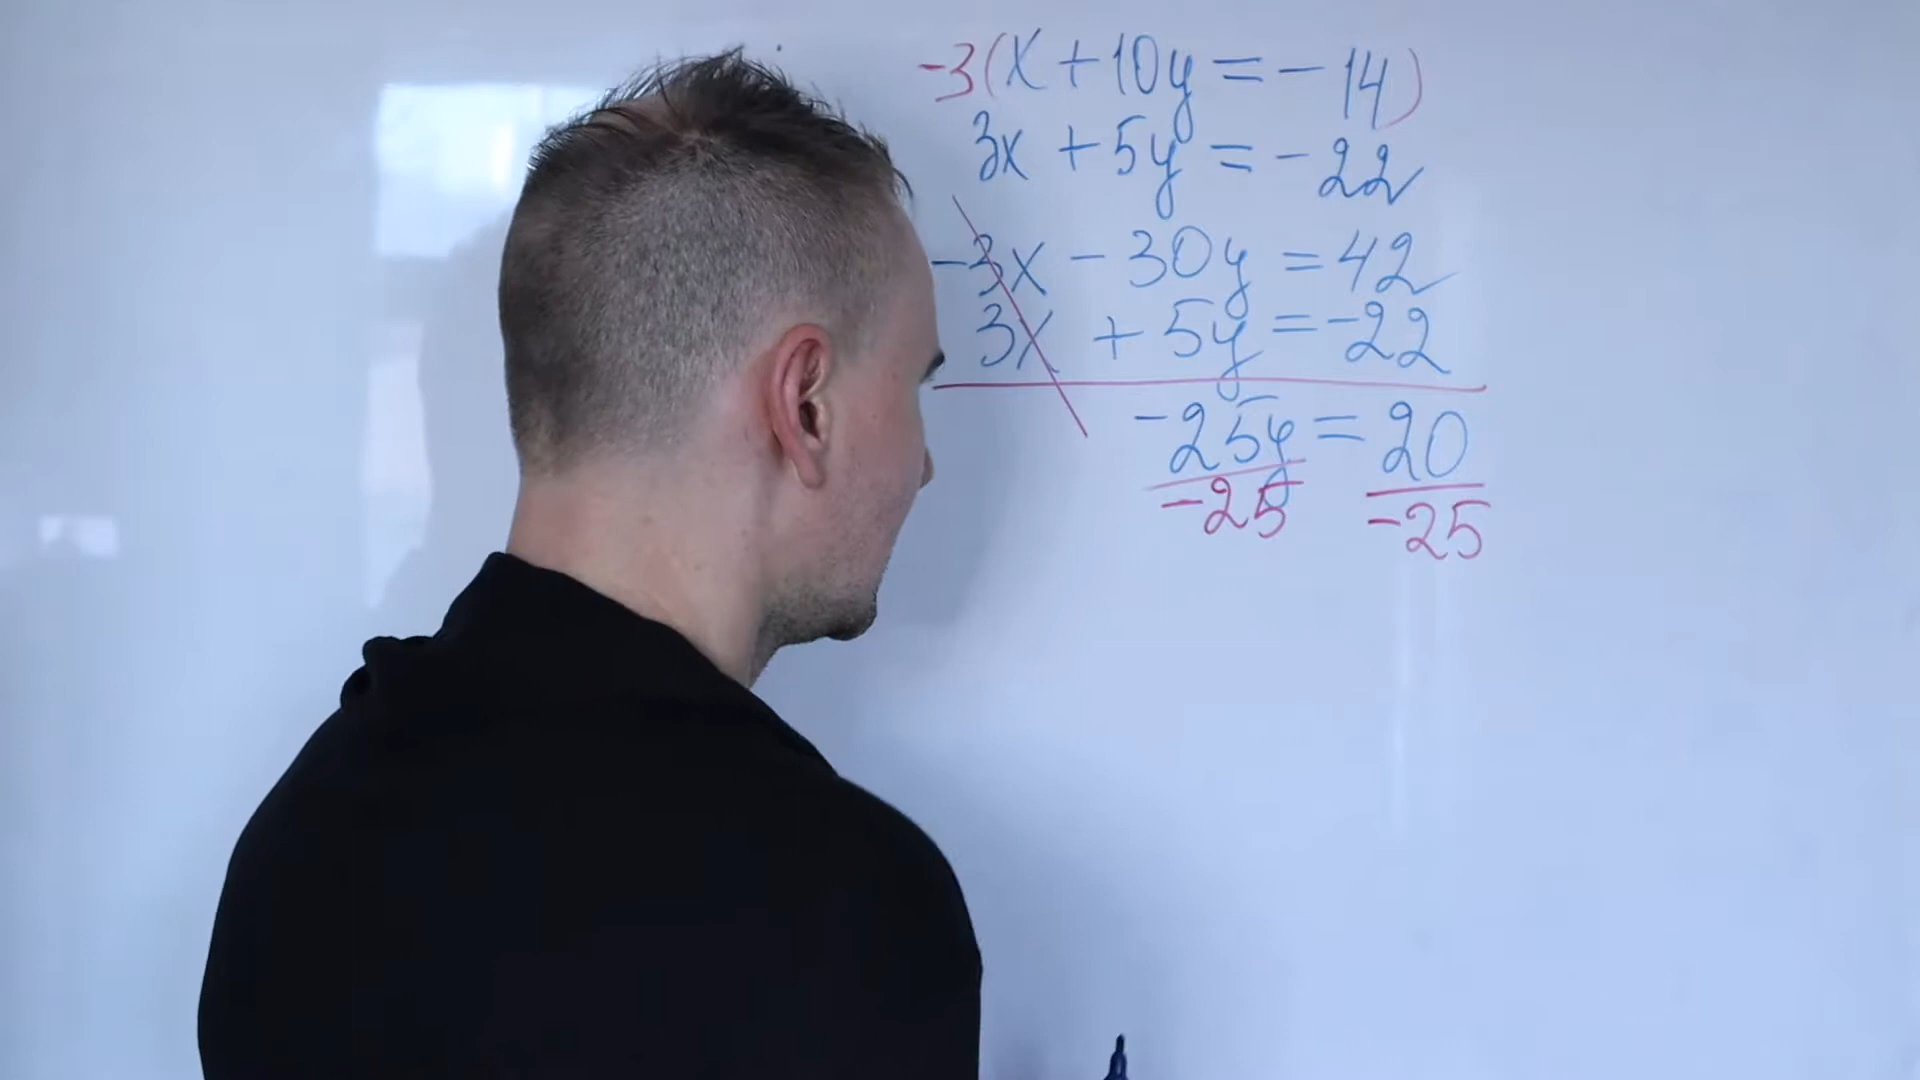 -3(x + 10y = - 14)
3x + 5y = - 22
-3x - 30y = 42
3x + 5y = -22
-25y = 20
-25 -25